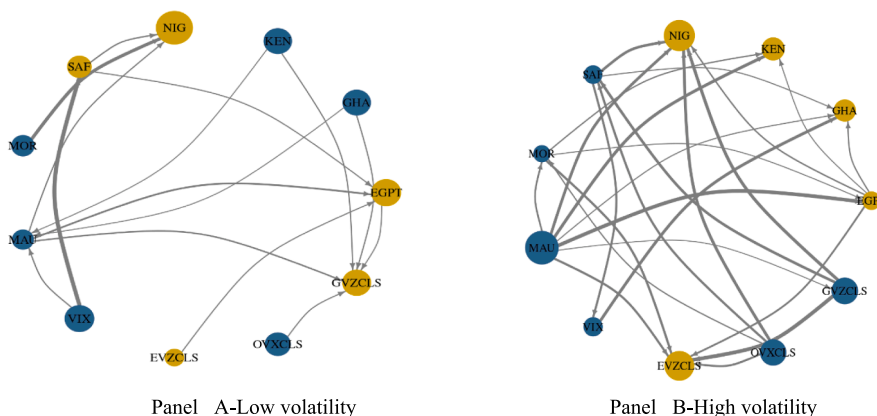 NIG
SAF
KEN
GHA
MOR
EGPT
MAU
GVZCLS
VIX
OVXCLS
EVZCLS
Panel A-Low volatility
NIG
KEN
SAF
GHA
MOR
EGP
MAU
GVZCLS
VIX
OVXCLS
EVZCLS
Panel B-High volatility